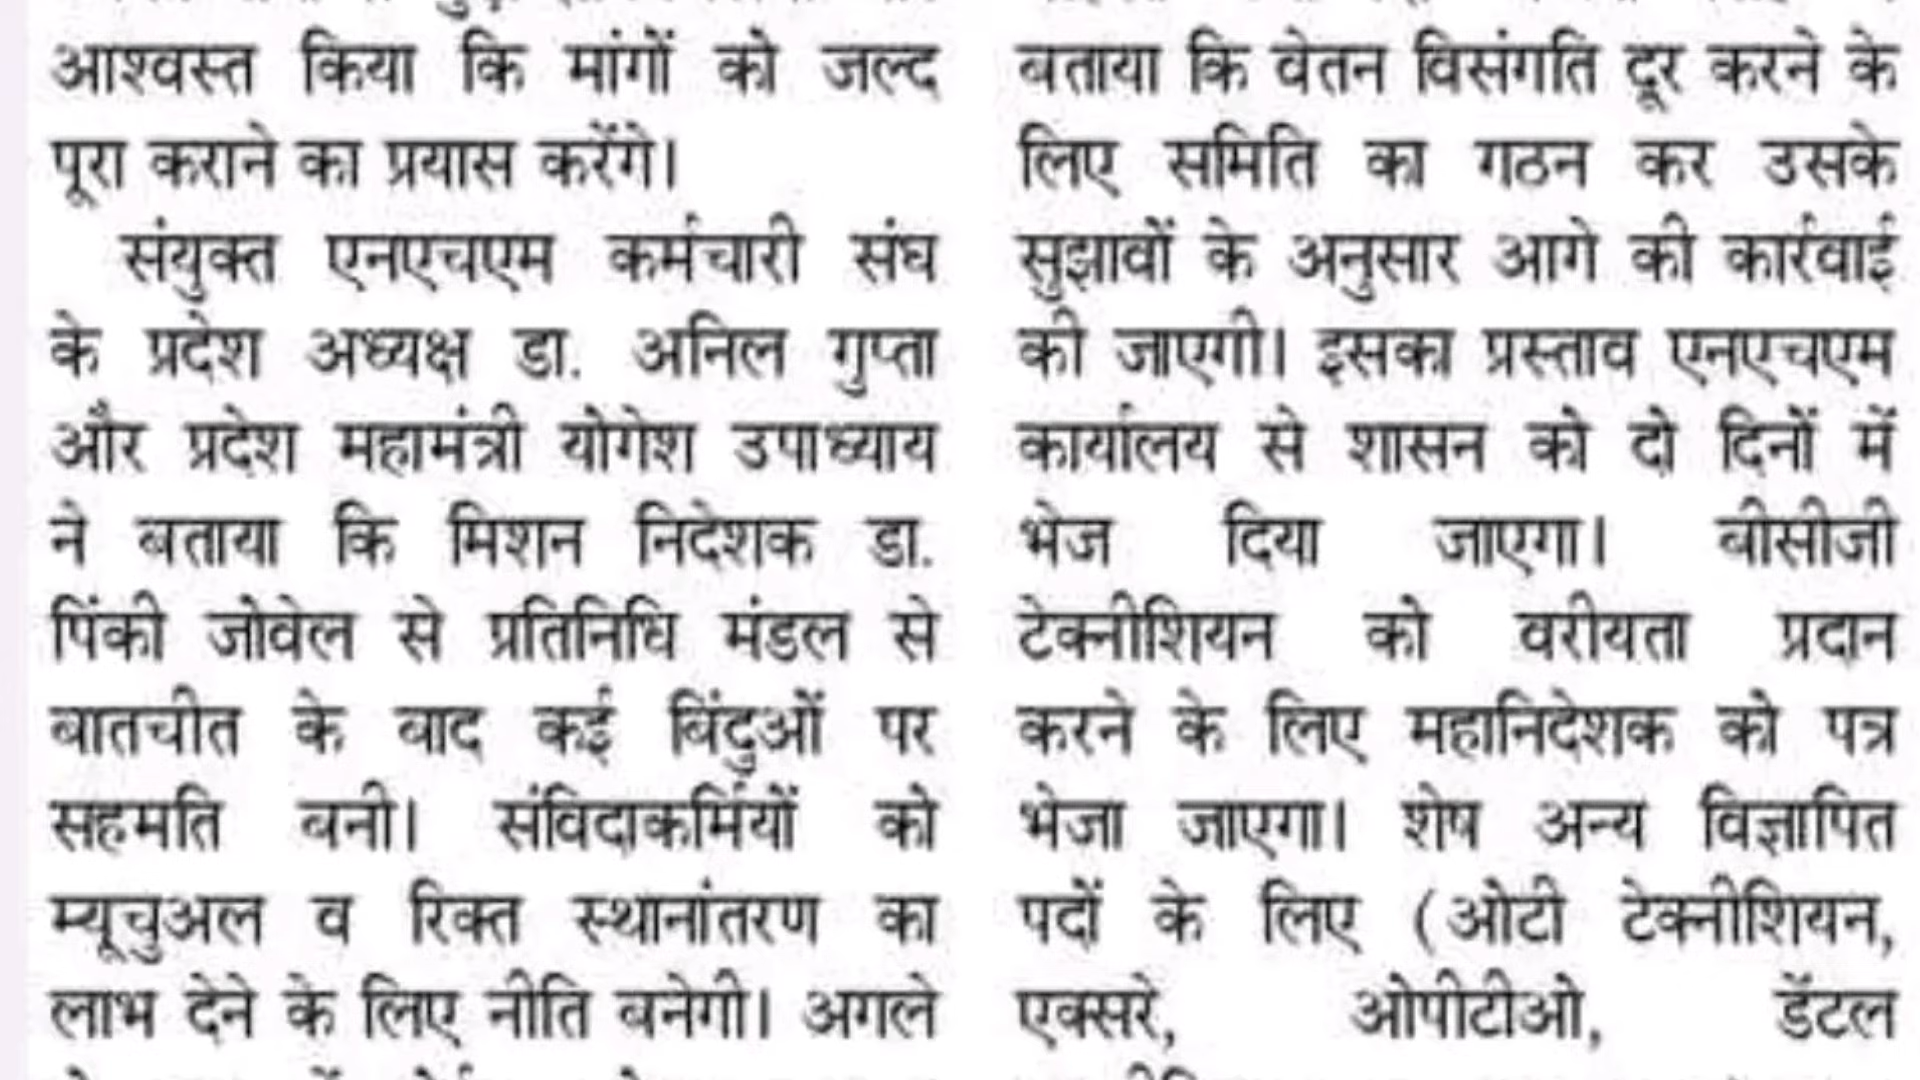 आश्वस्त किया कि मांगों को जल्द
पूरा कराने का प्रयास करेंगे।
संयुक्त एनएचएम कर्मचारी संघ
के प्रदेश अध्यक्ष डा. अनिल गुप्ता
और प्रदेश महामंत्री योगेश उपाध्याय
ने बताया कि मिशन निदेशक डा.
पिंकी जोवेल से प्रतिनिधि मंडल से
बातचीत के बाद कई बिंदुओं पर
सहमति बनी। संविदाकर्मियों को
म्यूचुअल व रिक्त स्थानांतरण का
लाभ देने के लिए नीति बनेगी। अगले
बताया कि वेतन विसंगति दूर करने के
लिए समिति का गठन कर उसके
सुझावों के अनुसार आगे की कार्रवाई
की जाएगी। इसका प्रस्ताव एनएचएम
कार्यालय से शासन को दो दिनों में
भेज दिया जाएगा। बीसीजी
टेक्नीशियन को वरीयता प्रदान
करने के लिए महानिदेशक को पत्र
भेजा जाएगा। शेष अन्य विज्ञापित
पदों के लिए (ओटी टेक्नीशियन,
एक्सरे, ओपीटीओ, डेंटल